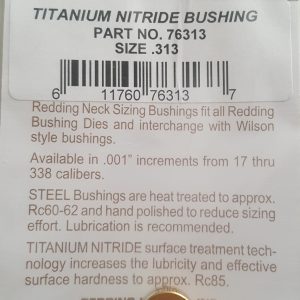 TITANIUM NITRIDE BUSHING
PART NO. 76313
SIZE .313
6 11760 76313 7
Redding Neck Sizing Bushings fit all Redding
Bushing Dies and interchange with Wilson
style bushings.
Available in .001" increments from 17 thru
338 calibers.
STEEL Bushings are heat treated to approx.
Rc60-62 and hand polished to reduce sizing
effort. Lubrication is recommended.
TITANIUM NITRIDE surface treatment tech-
nology increases the lubricity and effective
surface hardness to approx. Rc85.